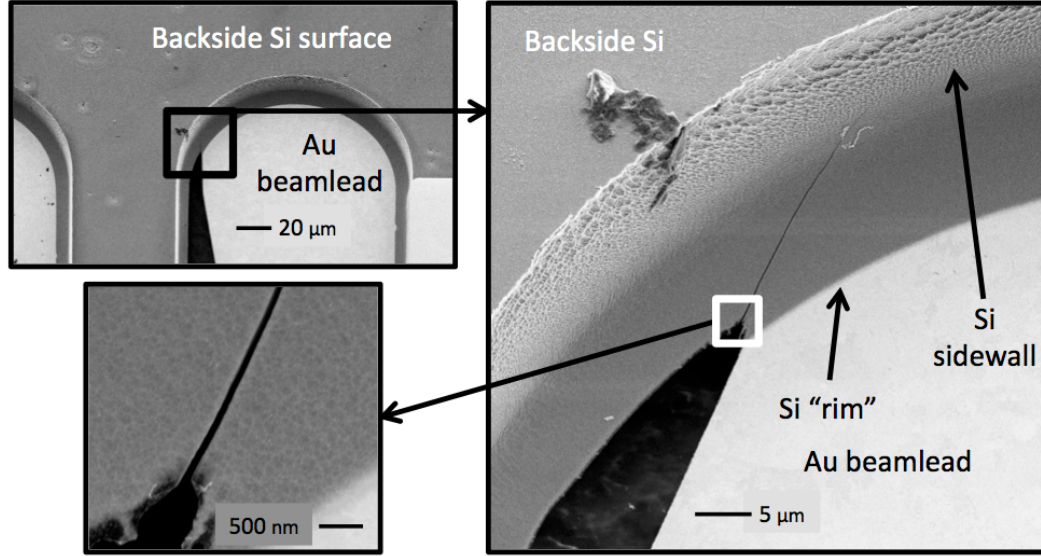 Backside Si surface
Au
beamlead
20 μm
Backside Si
Si
sidewall
Si “rim”
Au beamlead
5 μm
500 nm